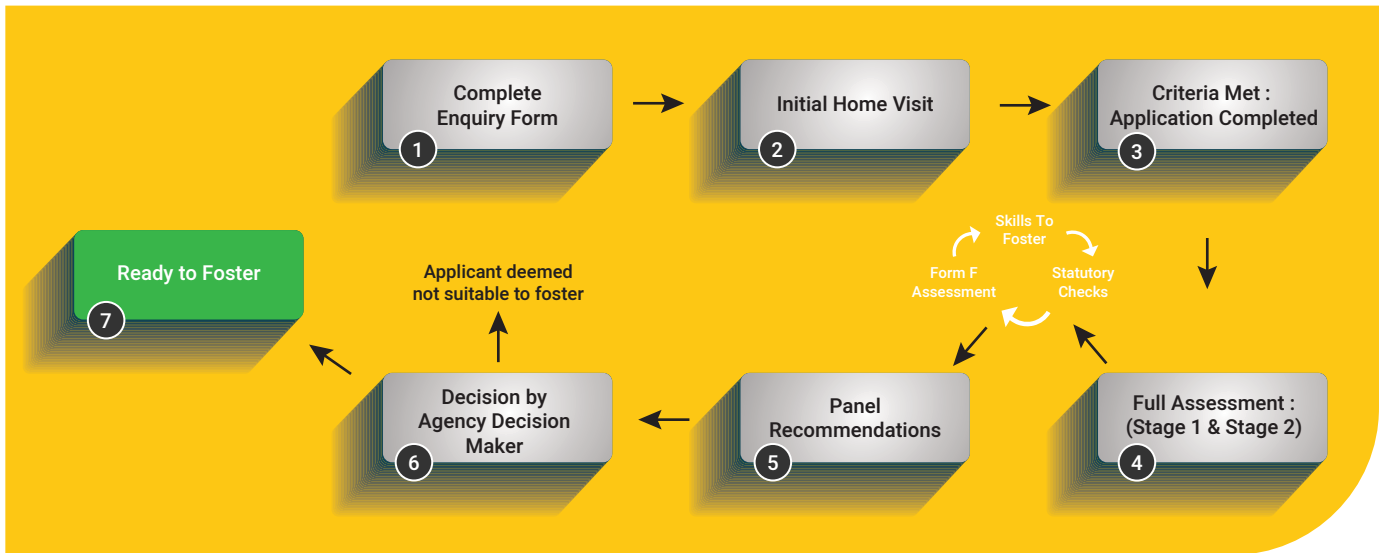 Complete
Enquiry Form
1
Initial Home Visit
2
Criteria Met :
Application Completed
3
Skills To
Foster
Statutory
Checks
Form F
Assessment
Full Assessment :
(Stage 1 & Stage 2)
4
Panel
Recommendations
5
Decision by
Agency Decision
Maker
6
Applicant deemed
not suitable to foster
Ready to Foster
7